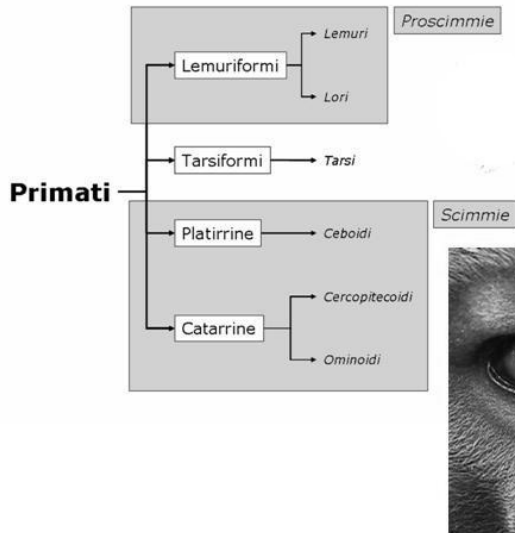 Proscimmie
Lemuri
Lemuriformi
Lori
Tarsiformi
Tarsi
Primati
Scimmie
Platirrine
Ceboidi
Cercopitecoidi
Catarrine
Ominoidi